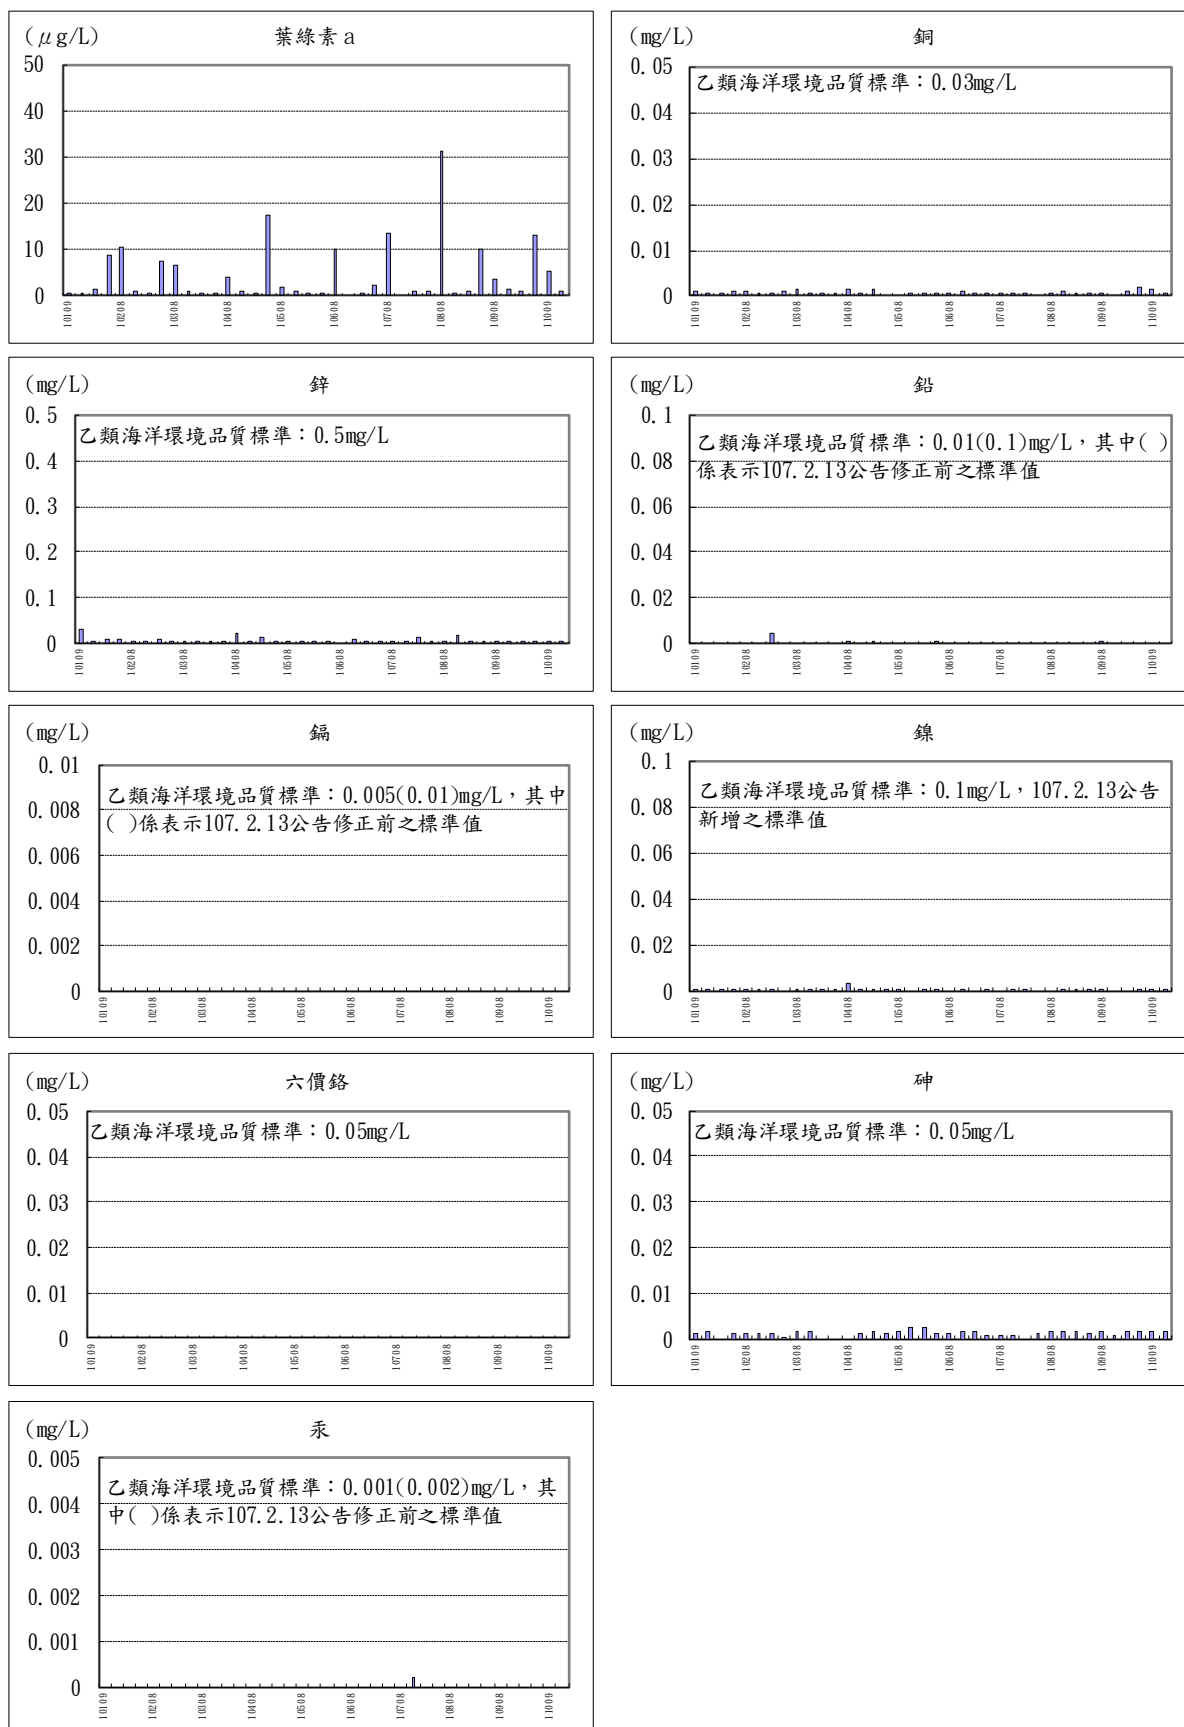 (μg/L) 葉綠素a
50
40
30
20
10
0
10109 10208 10308 10408 10508 10608 10708 10808 10908 11009
(mg/L) 銅
0.05
乙類海洋環境品質標準：0.03mg/L
0.04
0.03
0.02
0.01
0
10109 10208 10308 10408 10508 10608 10708 10808 10908 11009
(mg/L) 鋅
0.5
乙類海洋環境品質標準：0.5mg/L
0.4
0.3
0.2
0.1
0
10109 10208 10308 10408 10508 10608 10708 10808 10908 11009
(mg/L) 鉛
0.1
乙類海洋環境品質標準：0.01(0.1)mg/L，其中( )
0.08
係表示107.2.13公告修正前之標準值
0.06
0.04
0.02
0
10109 10208 10308 10408 10508 10608 10708 10808 10908 11009
(mg/L) 鎘
0.01
乙類海洋環境品質標準：0.005(0.01)mg/L，其中
0.008
( )係表示107.2.13公告修正前之標準值
0.006
0.004
0.002
0
10109 10208 10308 10408 10508 10608 10708 10808 10908 11009
(mg/L) 鎳
0.1
乙類海洋環境品質標準：0.1mg/L，107.2.13公告
0.08
新增之標準值
0.06
0.04
0.02
0
10109 10208 10308 10408 10508 10608 10708 10808 10908 11009
(mg/L) 六價鉻
0.05
乙類海洋環境品質標準：0.05mg/L
0.04
0.03
0.02
0.01
0
10109 10208 10308 10408 10508 10608 10708 10808 10908 11009
(mg/L) 砷
0.05
乙類海洋環境品質標準：0.05mg/L
0.04
0.03
0.02
0.01
0
10109 10208 10308 10408 10508 10608 10708 10808 10908 11009
(mg/L) 汞
0.005
乙類海洋環境品質標準：0.001(0.002)mg/L，其
0.004
中( )係表示107.2.13公告修正前之標準值
0.003
0.002
0.001
0
10109 10208 10308 10408 10508 10608 10708 10808 10908 11009